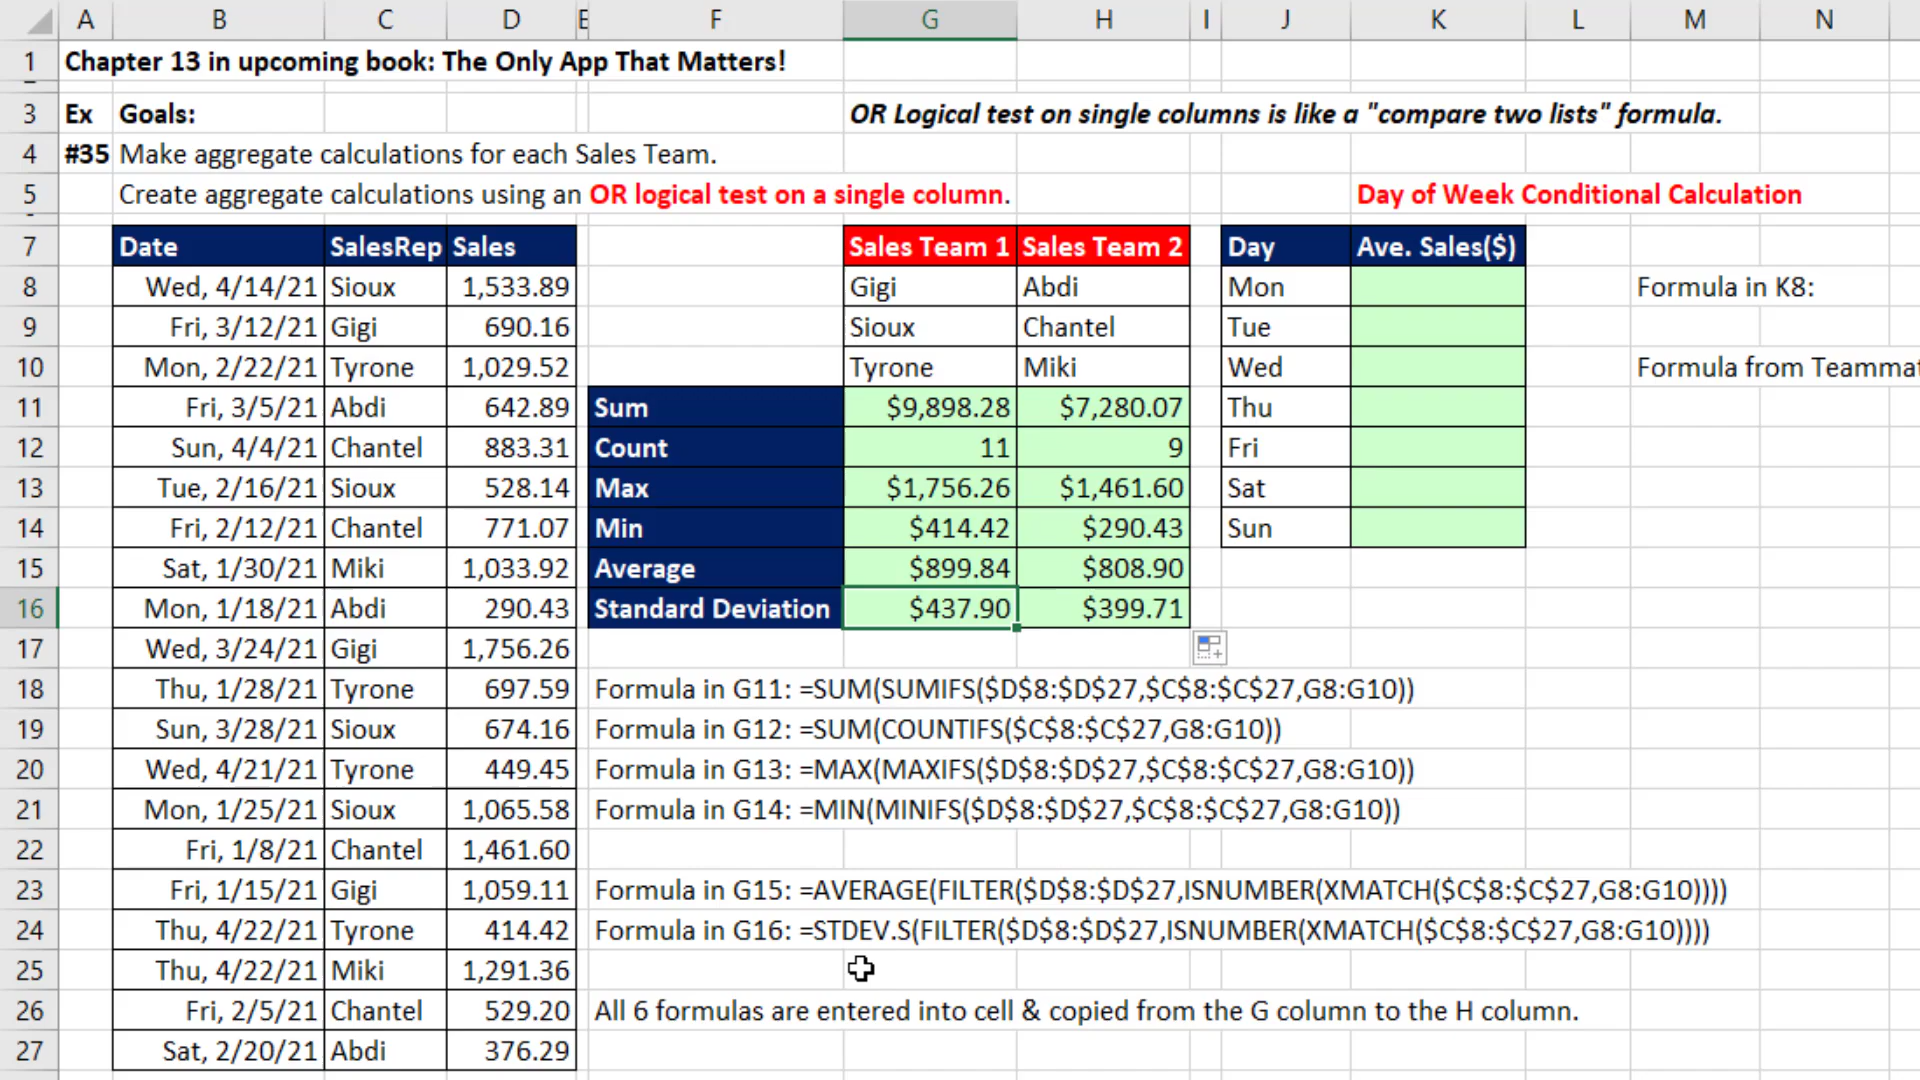 A B C D E F G H I J K L M N
1 Chapter 13 in upcoming book: The Only App That Matters!
3 Ex Goals: OR Logical test on single columns is like a "compare two lists" formula.
4 #35 Make aggregate calculations for each Sales Team.
5 Create aggregate calculations using an OR logical test on a single column. Day of Week Conditional Calculation
7 Date SalesRep Sales Sales Team 1 Sales Team 2 Day Ave. Sales($)
8 Wed, 4/14/21 Sioux 1,533.89 Gigi Abdi Mon Formula in K8:
9 Fri, 3/12/21 Gigi 690.16 Sioux Chantel Tue
10 Mon, 2/22/21 Tyrone 1,029.52 Tyrone Miki Wed Formula from Teammat
11 Fri, 3/5/21 Abdi 642.89 Sum $9,898.28 $7,280.07 Thu
12 Sun, 4/4/21 Chantel 883.31 Count 11 9 Fri
13 Tue, 2/16/21 Sioux 528.14 Max $1,756.26 $1,461.60 Sat
14 Fri, 2/12/21 Chantel 771.07 Min $414.42 $290.43 Sun
15 Sat, 1/30/21 Miki 1,033.92 Average $899.84 $808.90
16 Mon, 1/18/21 Abdi 290.43 Standard Deviation $437.90 $399.71
17 Wed, 3/24/21 Gigi 1,756.26
18 Thu, 1/28/21 Tyrone 697.59 Formula in G11: =SUM(SUMIFS($D$8:$D$27,$C$8:$C$27,G8:G10))
19 Sun, 3/28/21 Sioux 674.16 Formula in G12: =SUM(COUNTIFS($C$8:$C$27,G8:G10))
20 Wed, 4/21/21 Tyrone 449.45 Formula in G13: =MAX(MAXIFS($D$8:$D$27,$C$8:$C$27,G8:G10))
21 Mon, 1/25/21 Sioux 1,065.58 Formula in G14: =MIN(MINIFS($D$8:$D$27,$C$8:$C$27,G8:G10))
22 Fri, 1/8/21 Chantel 1,461.60
23 Fri, 1/15/21 Gigi 1,059.11 Formula in G15: =AVERAGE(FILTER($D$8:$D$27,ISNUMBER(XMATCH($C$8:$C$27,G8:G10))))
24 Thu, 4/22/21 Tyrone 414.42 Formula in G16: =STDEV.S(FILTER($D$8:$D$27,ISNUMBER(XMATCH($C$8:$C$27,G8:G10))))
25 Thu, 4/22/21 Miki 1,291.36
26 Fri, 2/5/21 Chantel 529.20 All 6 formulas are entered into cell & copied from the G column to the H column.
27 Sat, 2/20/21 Abdi 376.29